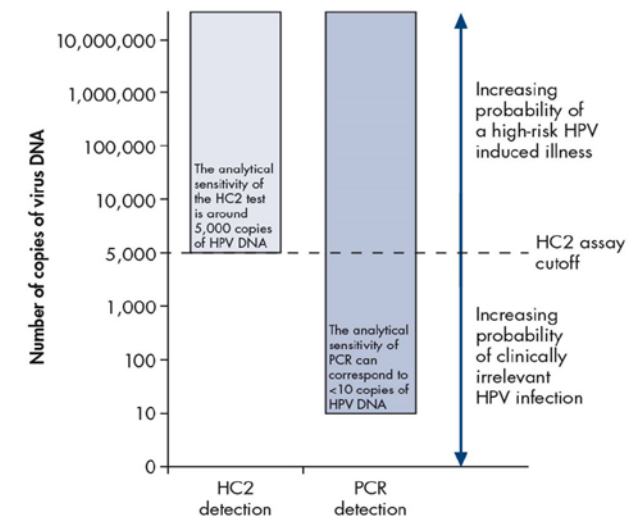 Number of copies of virus DNA
10,000,000
1,000,000
100,000
10,000
5,000
1,000
100
10
0
The analytical
sensitivity of
the HC2 test
is around
5,000 copies
of HPV DNA
The analytical
sensitivity of
PCR can
correspond to
<10 copies of
HPV DNA
Increasing
probability of
a high-risk HPV
induced illness
HC2 assay
cutoff
Increasing
probability
of clinically
irrelevant
HPV infection
HC2
detection
PCR
detection